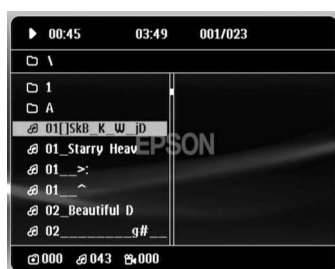 00:45 03:49 001/023
\
1
A
01[]SkB_K_W_jD
01_Starry Heav
EPSON
01__>:
01__^
02_Beautiful D
02________g#__
000 043 000